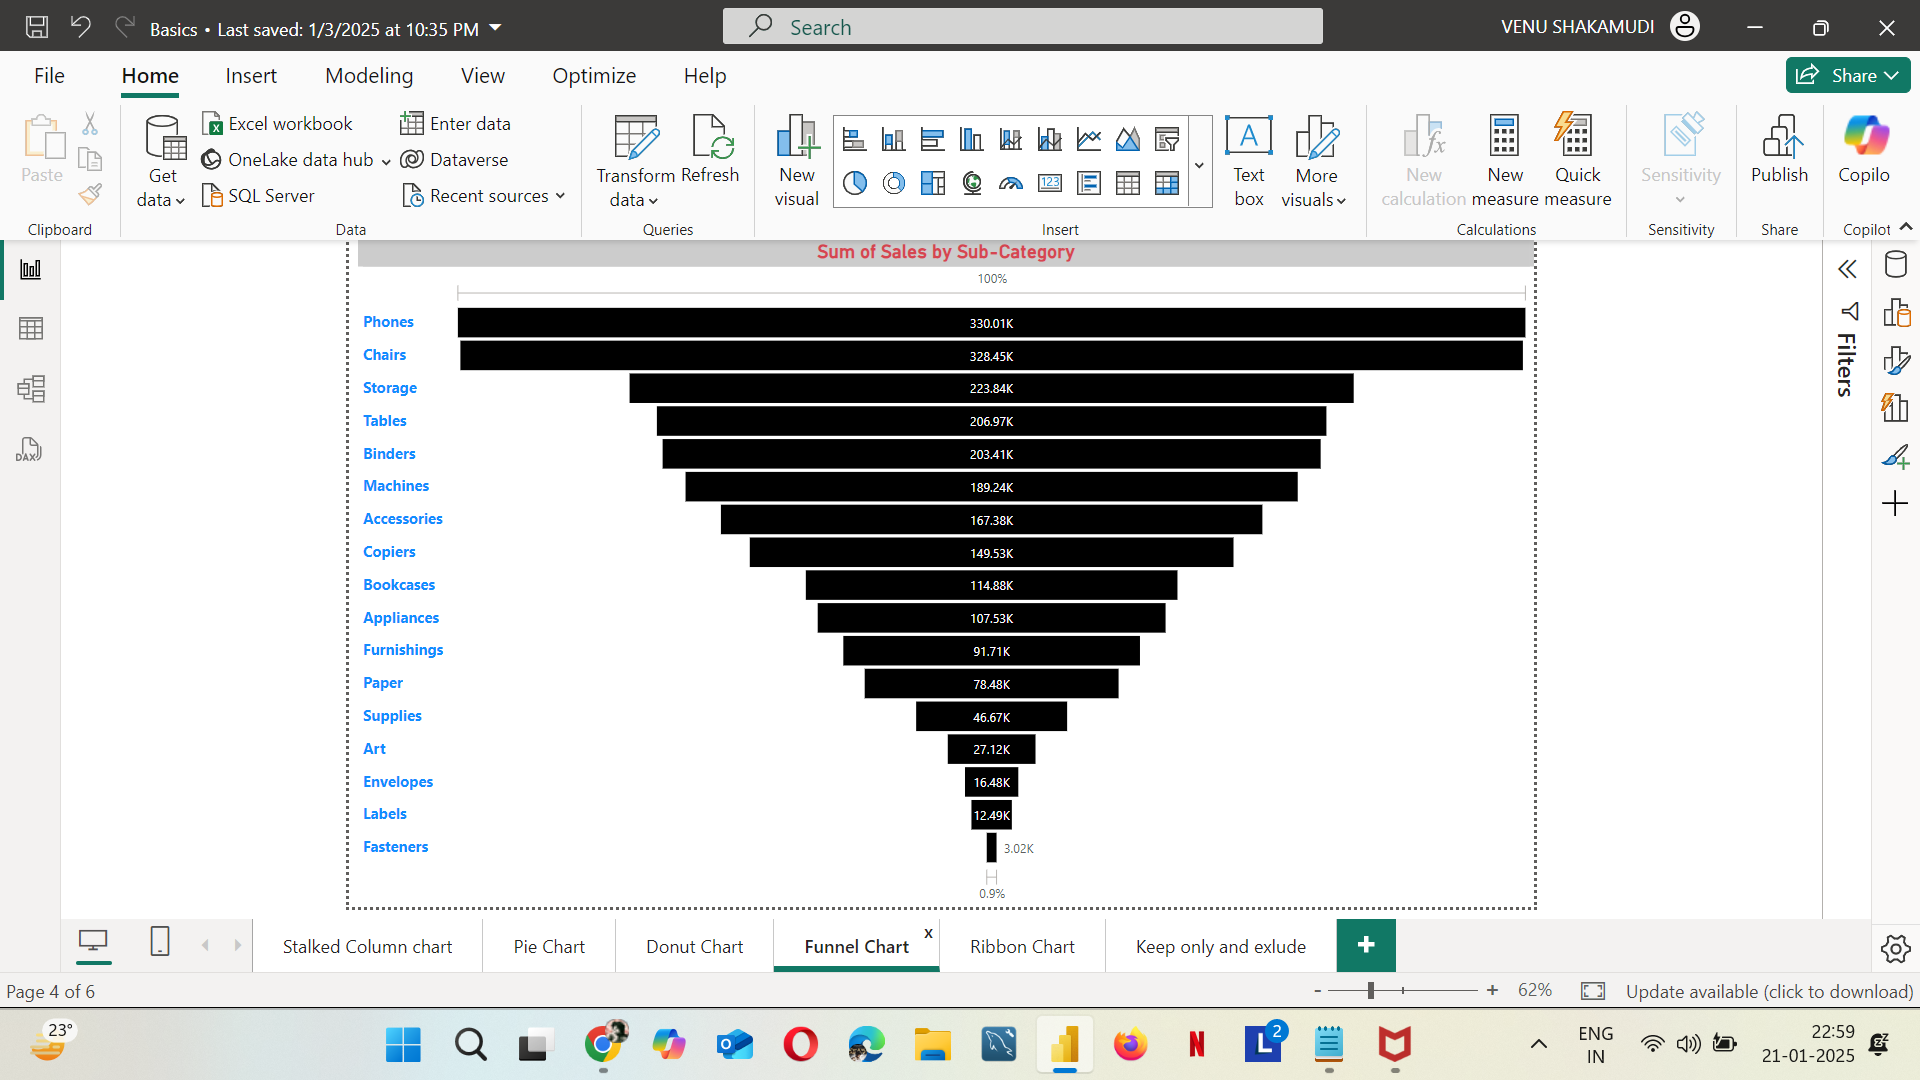 Basics • Last saved: 1/3/2025 at 10:35 PM
Search
VENU SHAKAMUDI
File
Home
Insert
Modeling
View
Optimize
Help
Share
Paste
Clipboard
Get data
Excel workbook
OneLake data hub
SQL Server
Enter data
Dataverse
Recent sources
Data
Transform data
Refresh
Queries
New visual
Text box
More visuals
Insert
New calculation
New measure
Quick measure
Calculations
Sensitivity
Sensitivity
Publish
Share
Copilo
Copilot
DAX
Filters
Sum of Sales by Sub-Category
100%
Phones 330.01K
Chairs 328.45K
Storage 223.84K
Tables 206.97K
Binders 203.41K
Machines 189.24K
Accessories 167.38K
Copiers 149.53K
Bookcases 114.88K
Appliances 107.53K
Furnishings 91.71K
Paper 78.48K
Supplies 46.67K
Art 27.12K
Envelopes 16.48K
Labels 12.49K
Fasteners 3.02K
0.9%
Stalked Column chart
Pie Chart
Donut Chart
Funnel Chart
x
Ribbon Chart
Keep only and exlude
+
Page 4 of 6
- + 62%
Update available (click to download)
23°
2
ENG
IN
22:59
21-01-2025